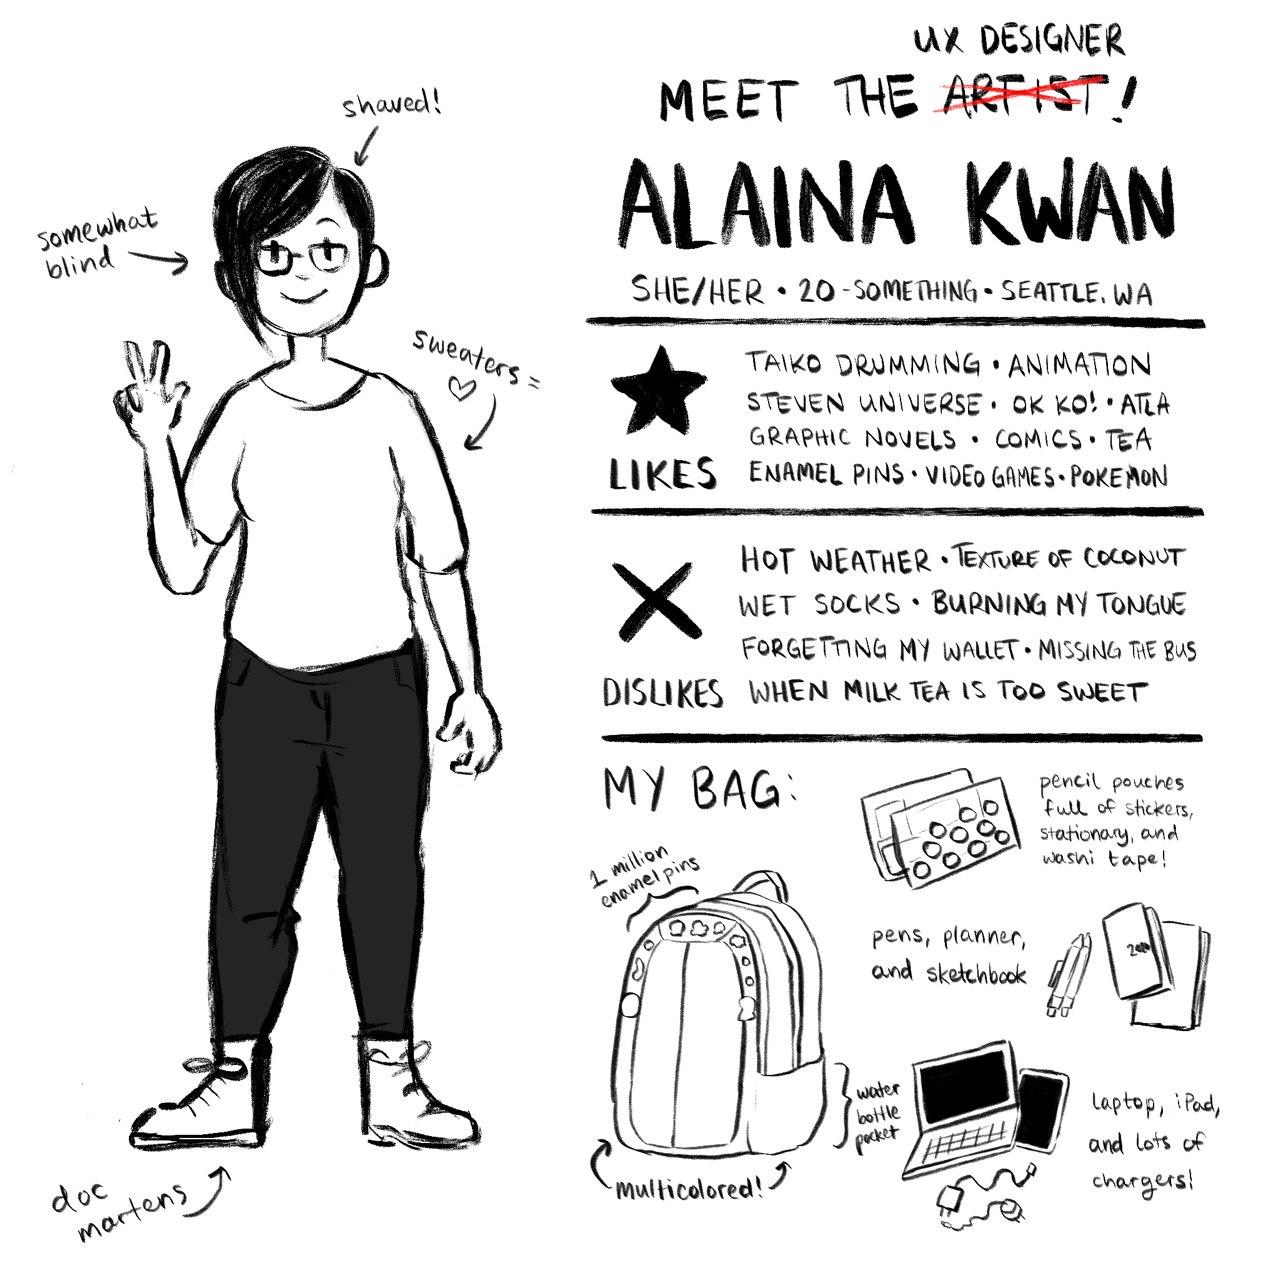 UX DESIGNER
MEET THE ARTIST!
ALAINA KWAN
SHE/HER • 20-SOMETHING • SEATTLE, WA
shaved!
somewhat
blind
sweaters =
♡
doc
martens
LIKES
TAIKO DRUMMING • ANIMATION
STEVEN UNIVERSE • OK KO! • ATLA
GRAPHIC NOVELS • COMICS • TEA
ENAMEL PINS • VIDEO GAMES • POKEMON
DISLIKES
HOT WEATHER • TEXTURE OF COCONUT
WET SOCKS • BURNING MY TONGUE
FORGETTING MY WALLET • MISSING THE BUS
WHEN MILK TEA IS TOO SWEET
MY BAG:
pencil pouches
full of stickers,
stationary, and
washi tape!
1 million
enamel pins
pens, planner,
and sketchbook
water
bottle
pocket
multicolored!
laptop, iPad,
and lots of
chargers!